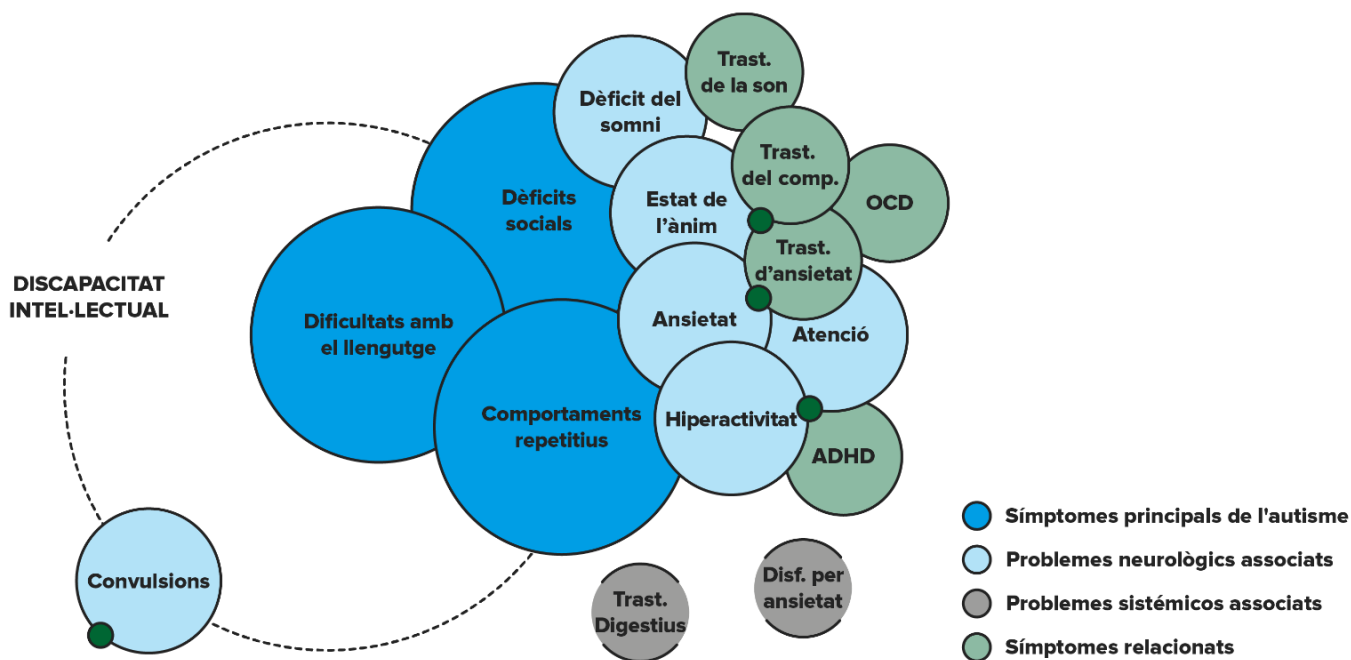 Trast.
de la son
Dèficit del
somni
Trast.
del comp.
OCD
Dèficits
socials
Estat de
l'ànim
Trast.
d'ansietat
DISCAPACITAT
INTEL·LECTUAL
Dificultats amb
el llengutge
Ansietat
Atenció
Comportaments
repetitius
Hiperactivitat
ADHD
Convulsions
Trast.
Digestius
Disf. per
ansietat
Símptomes principals de l'autisme
Problemes neurològics associats
Problemes sistémicos associats
Símptomes relacionats